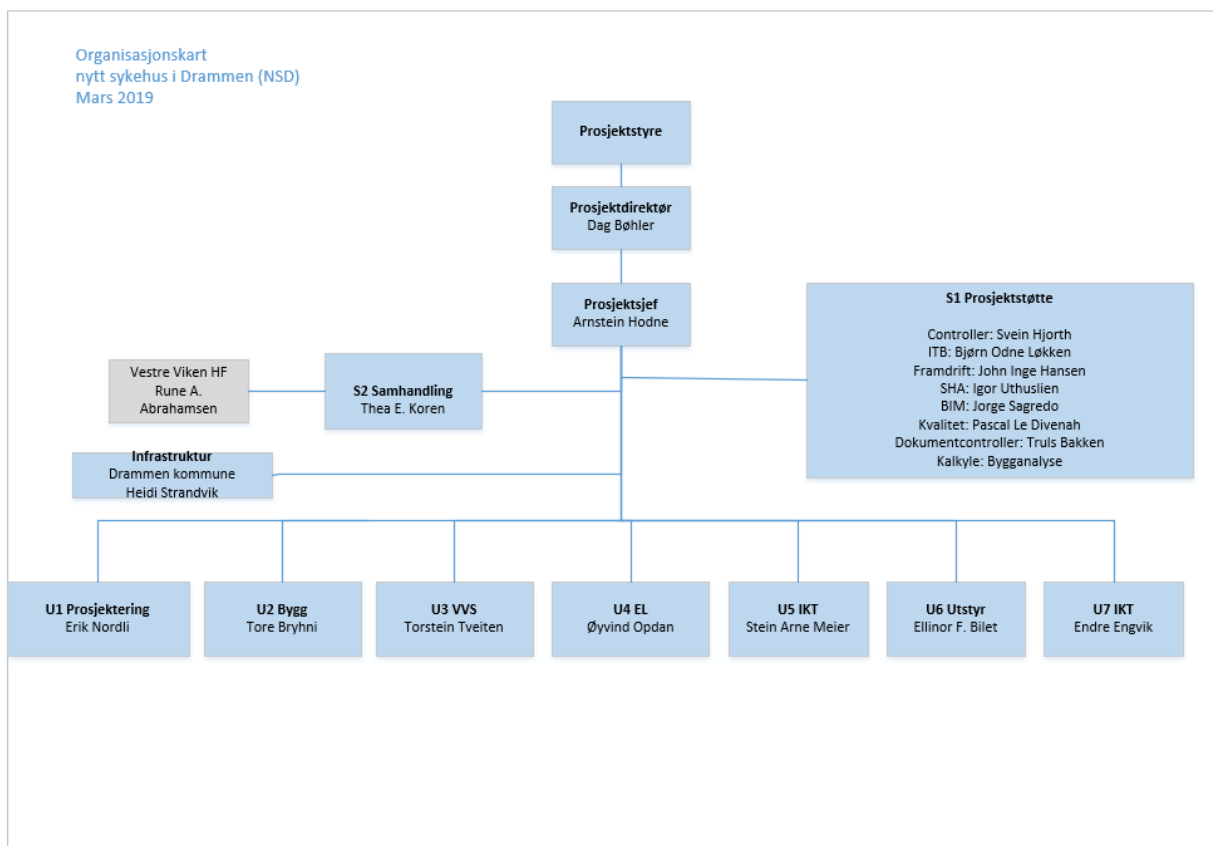 Organisasjonskart
nytt sykehus i Drammen (NSD)
Mars 2019
Prosjektstyre
Prosjektdirektør
Dag Bøhler
Prosjektsjef
Arnstein Hodne
S1 Prosjektstøtte
Controller: Svein Hjorth
ITB: Bjørn Odne Løkken
Framdrift: John Inge Hansen
SHA: Igor Uthuslien
BIM: Jorge Sagredo
Kvalitet: Pascal Le Divenah
Dokumentcontroller: Truls Bakken
Kalkyle: Bygganalyse
Vestre Viken HF
Rune A.
Abrahamsen
S2 Samhandling
Thea E. Koren
Infrastruktur
Drammen kommune
Heidi Strandvik
U1 Prosjektering
Erik Nordli
U2 Bygg
Tore Bryhni
U3 VVS
Torstein Tveiten
U4 EL
Øyvind Opdan
U5 IKT
Stein Arne Meier
U6 Utstyr
Ellinor F. Bilet
U7 IKT
Endre Engvik